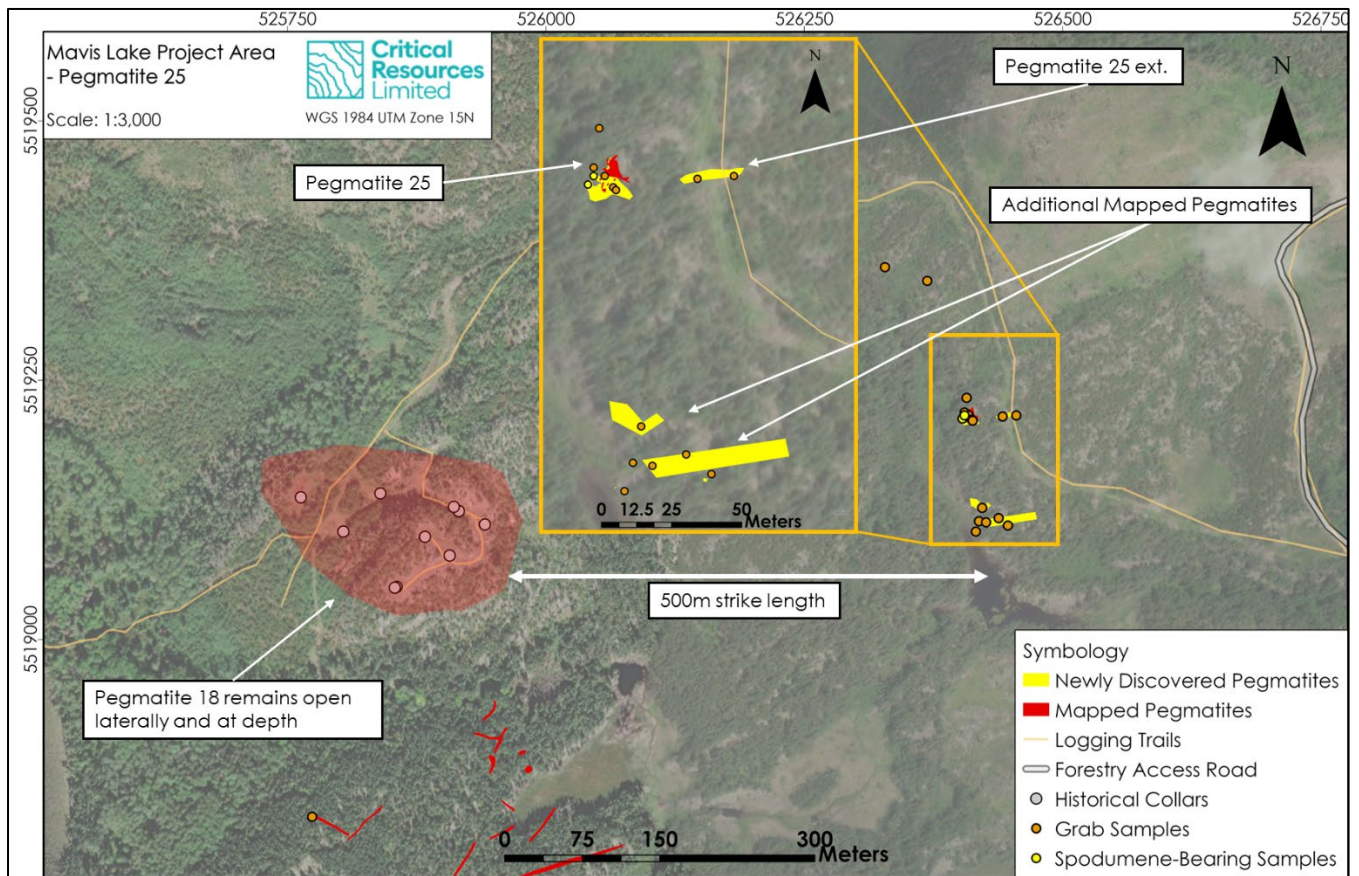 525750 526000 526250 526500 526750
Mavis Lake Project Area
- Pegmatite 25
Scale: 1:3,000
Critical
Resources
Limited
WGS 1984 UTM Zone 15N
N
Pegmatite 25 ext.
N
5519500
Pegmatite 25
Additional Mapped Pegmatites
5519250
0 12.5 25 50
Meters
500m strike length
5519000
Pegmatite 18 remains open
laterally and at depth
Symbology
Newly Discovered Pegmatites
Mapped Pegmatites
Logging Trails
Forestry Access Road
Historical Collars
Grab Samples
Spodumene-Bearing Samples
0 75 150 300
Meters